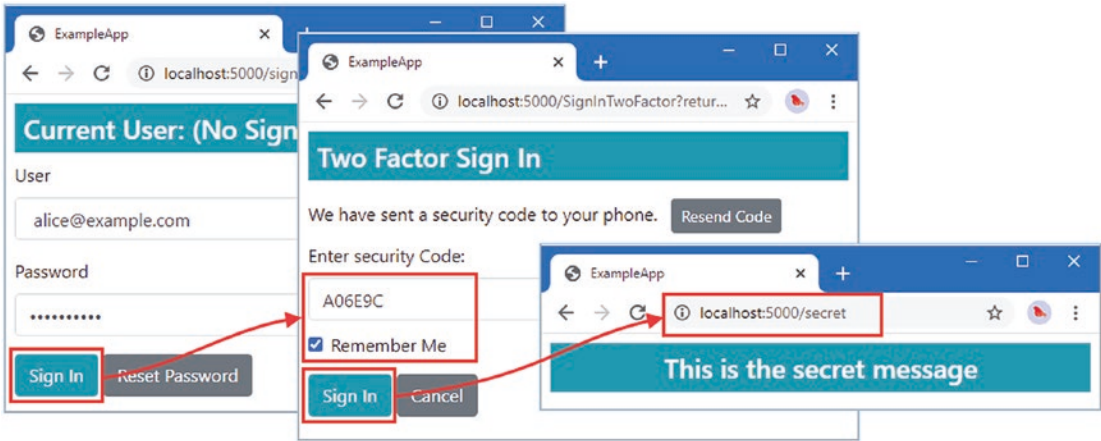 ExampleApp
localhost:5000/sign
Current User: (No Sign
User
alice@example.com
Password
••••••••••
Sign In Reset Password
ExampleApp
localhost:5000/SignInTwoFactor?retur...
Two Factor Sign In
We have sent a security code to your phone. Resend Code
Enter security Code:
A06E9C
Remember Me
Sign In Cancel
ExampleApp
localhost:5000/secret
This is the secret message